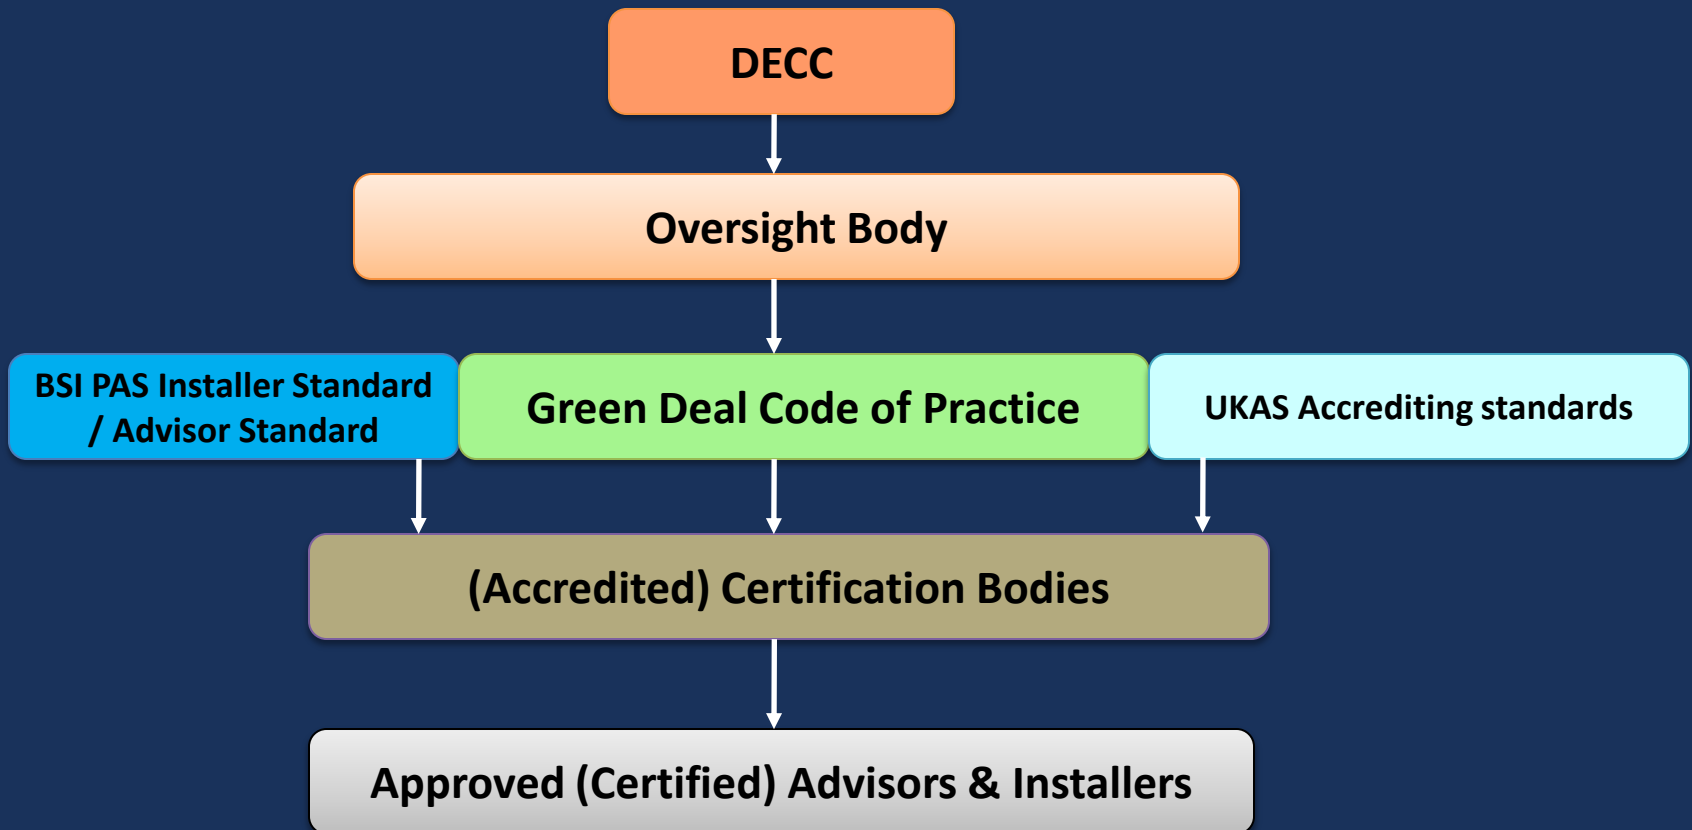 DECC
Oversight Body
BSI PAS Installer Standard
/ Advisor Standard
Green Deal Code of Practice
UKAS Accrediting standards
(Accredited) Certification Bodies
Approved (Certified) Advisors & Installers